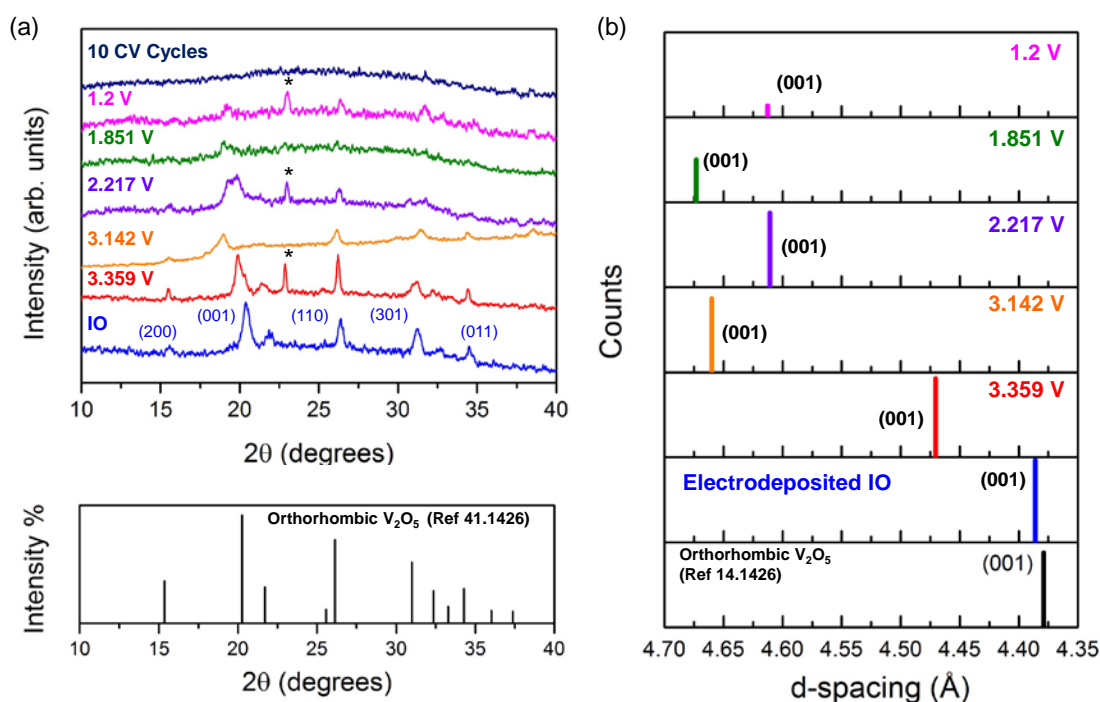 (a)
10 CV Cycles
*
1.2 V
1.851 V
*
2.217 V
3.142 V
*
3.359 V
IO
(200)
(001)
(110)
(301)
(011)
Intensity (arb. units)
10 15 20 25 30 35 40
2θ (degrees)
Orthorhombic V₂O₅ (Ref 41.1426)
Intensity %
10 15 20 25 30 35 40
2θ (degrees)
(b)
1.2 V
(001)
1.851 V
(001)
2.217 V
(001)
3.142 V
(001)
3.359 V
(001)
Electrodeposited IO
(001)
Orthorhombic V₂O₅
(Ref 14.1426)
(001)
Counts
4.70 4.65 4.60 4.55 4.50 4.45 4.40 4.35
d-spacing (Å)